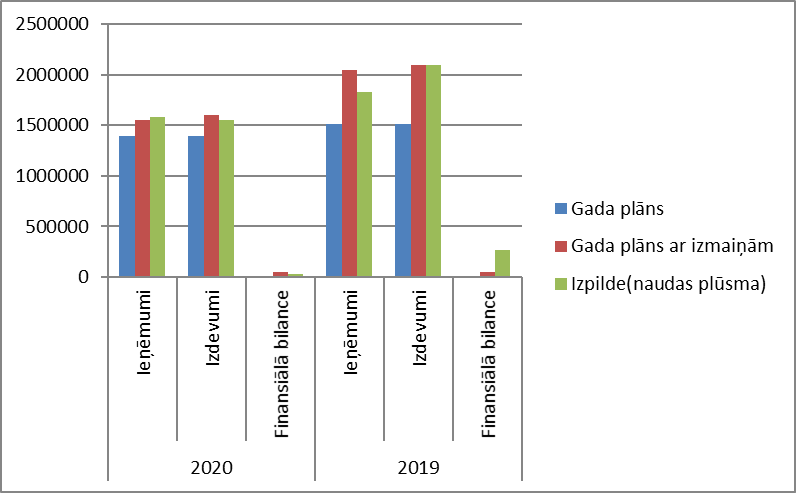 2500000
2000000
1500000
1000000
500000
0
Ieņēmumi
Izdevumi
Finansiālā bilance
Ieņēmumi
Izdevumi
Finansiālā bilance
2020
2019
Gada plāns
Gada plāns ar izmaiņām
Izpilde(naudas plūsma)